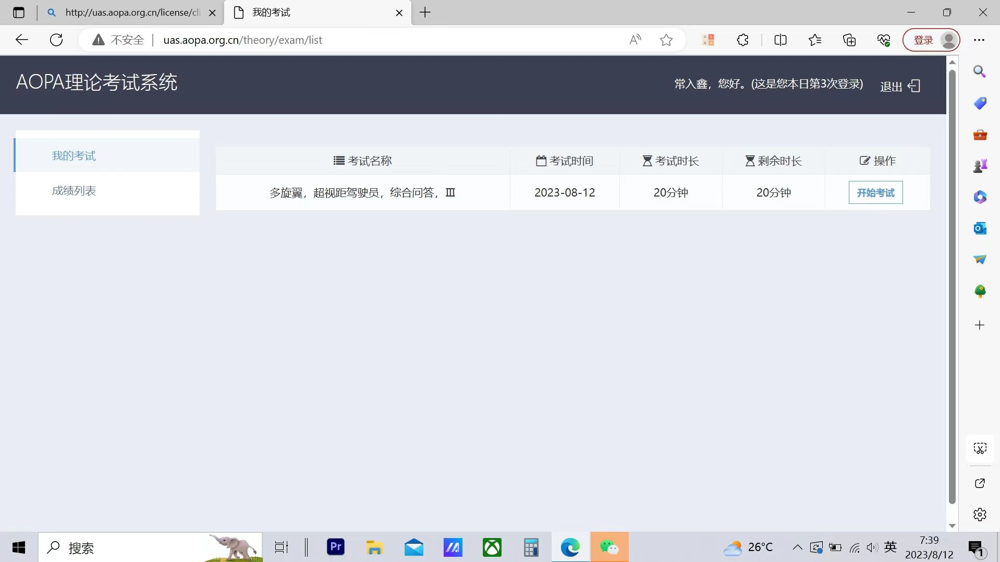 http://uas.aopa.org.cn/license/cli
我的考试
不安全
uas.aopa.org.cn/theory/exam/list
登录
AOPA理论考试系统
常入鑫，您好。(这是您本日第3次登录)
退出
我的考试
成绩列表
考试名称 考试时间 考试时长 剩余时长 操作
多旋翼，超视距驾驶员，综合问答，Ⅲ 2023-08-12 20分钟 20分钟 开始考试
搜索
Pr
26°C
英
7:39
2023/8/12
1